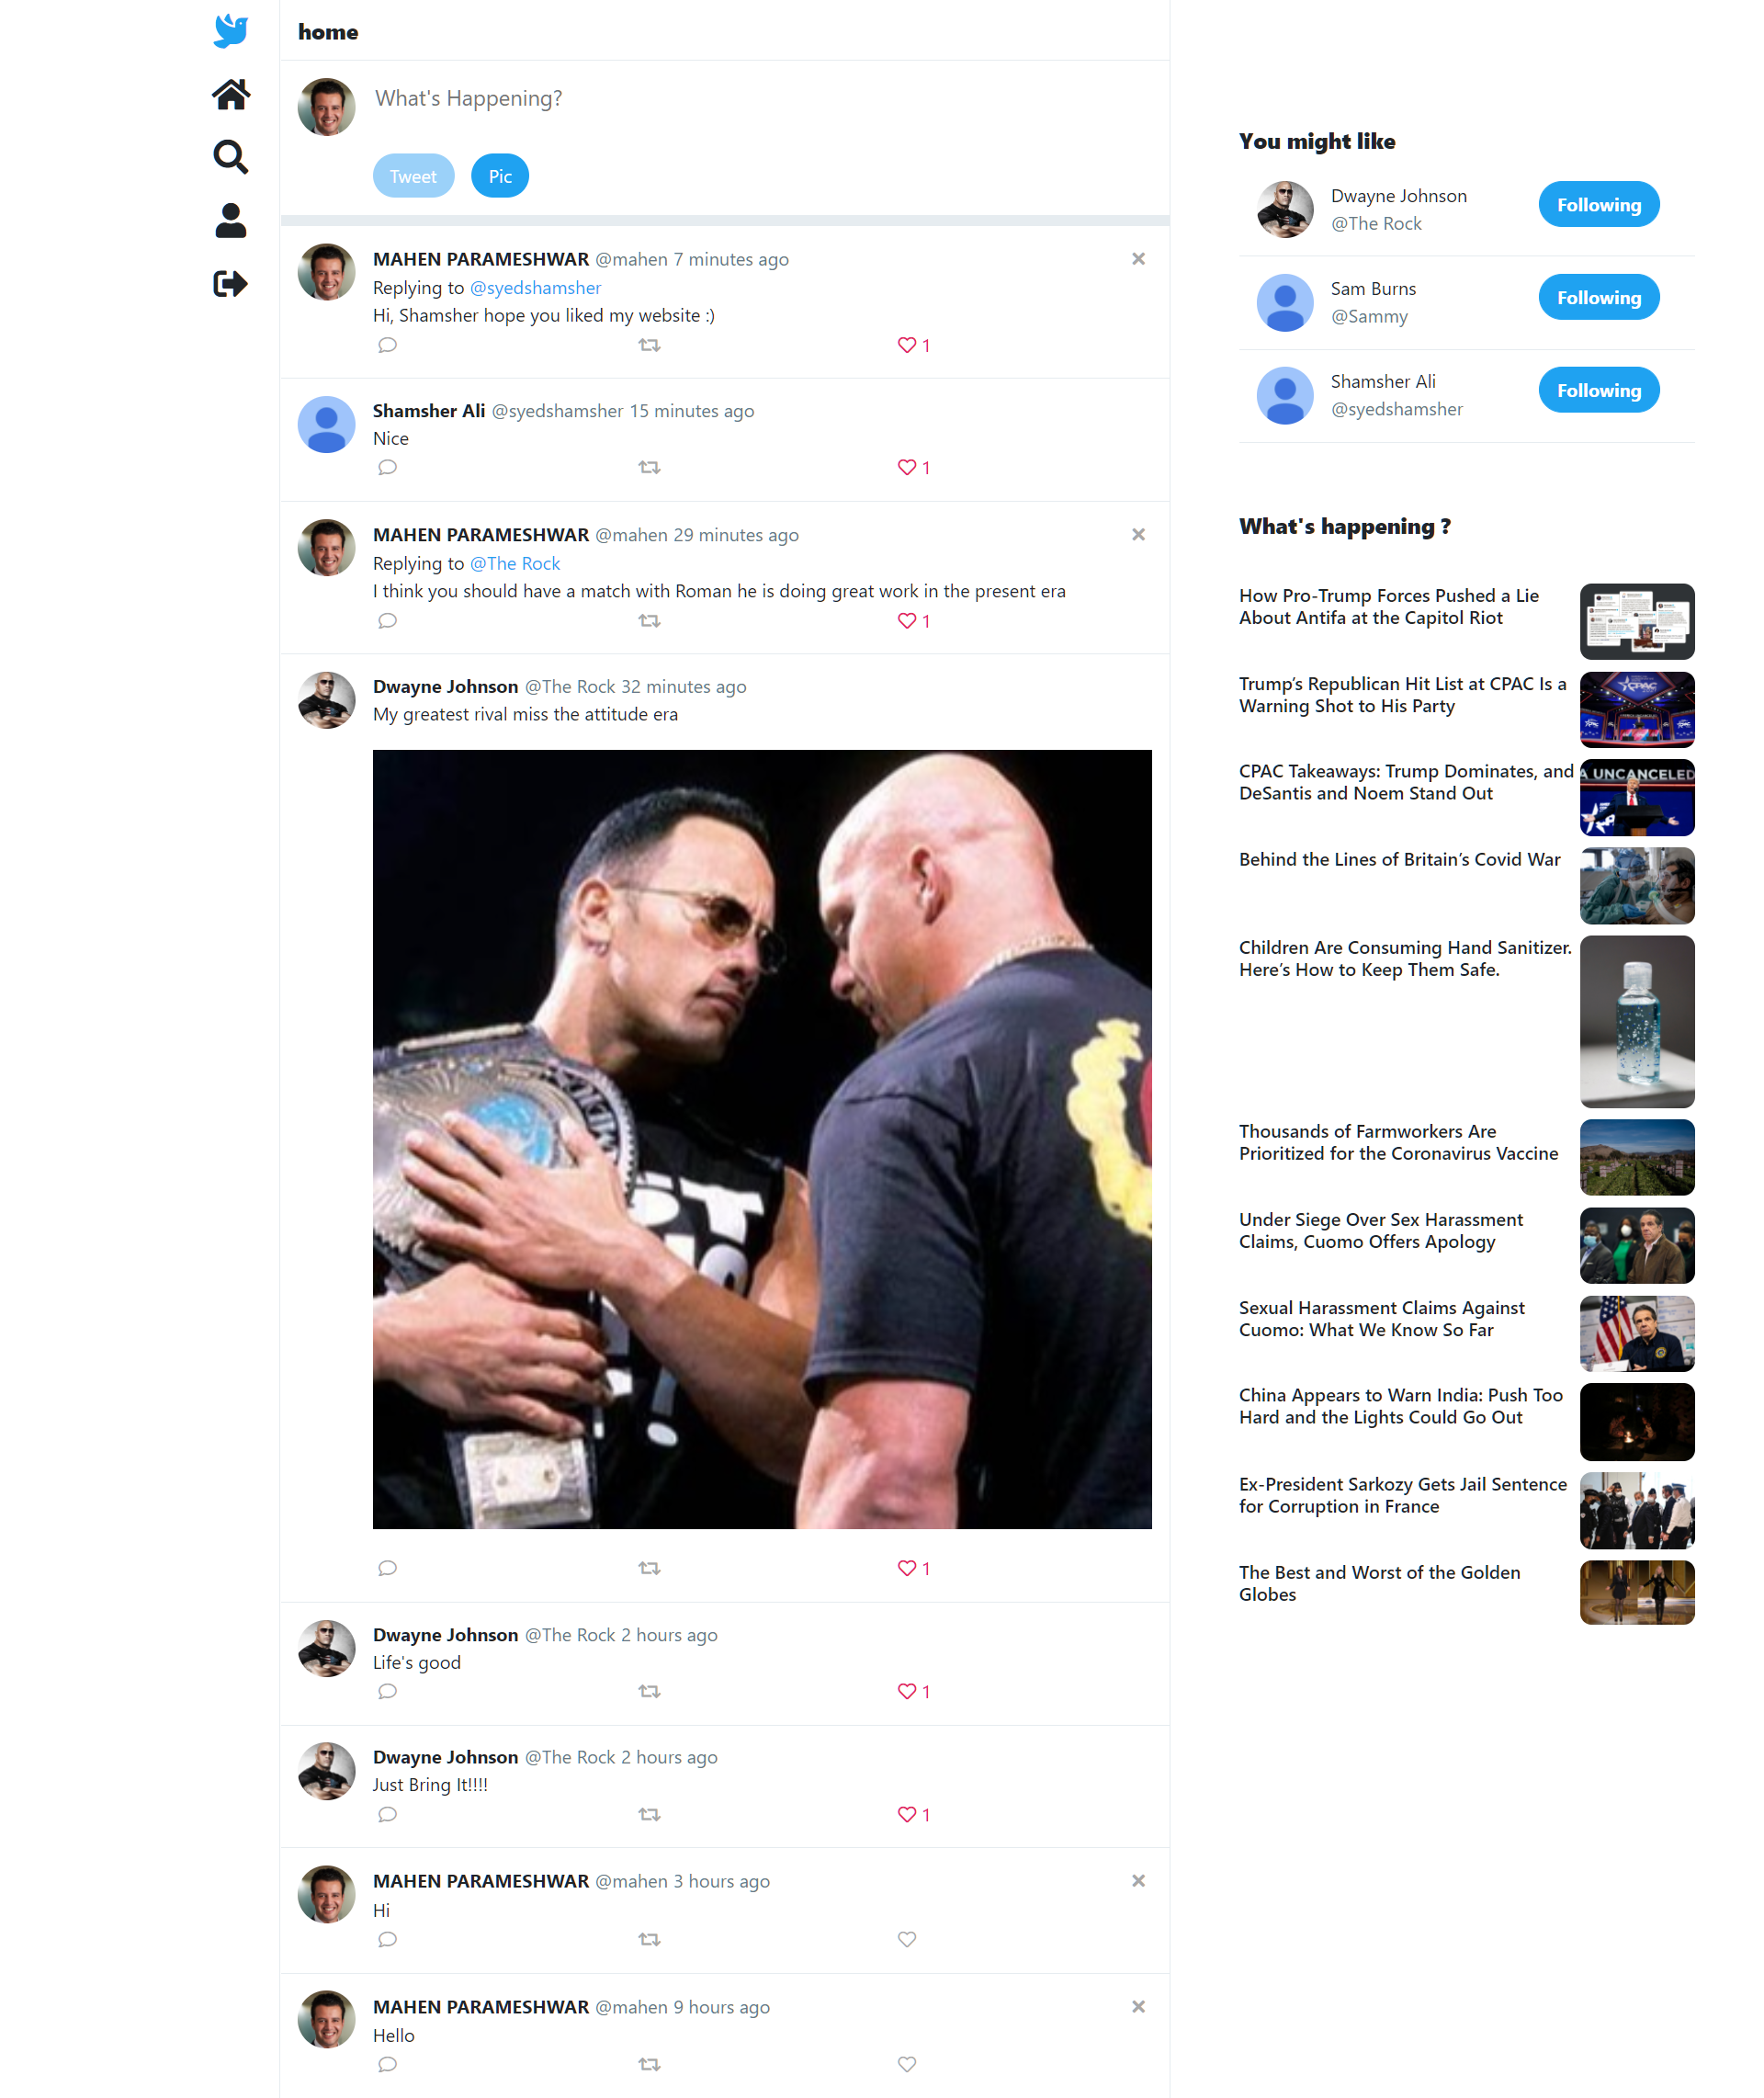 home
What's Happening?
Tweet
Pic
MAHEN PARAMESHWAR @mahen 7 minutes ago
Replying to @syedshamsher
Hi, Shamsher hope you liked my website :)
1
Shamsher Ali @syedshamsher 15 minutes ago
Nice
1
MAHEN PARAMESHWAR @mahen 29 minutes ago
Replying to @The Rock
I think you should have a match with Roman he is doing great work in the present era
1
Dwayne Johnson @The Rock 32 minutes ago
My greatest rival miss the attitude era
1
Dwayne Johnson @The Rock 2 hours ago
Life's good
1
Dwayne Johnson @The Rock 2 hours ago
Just Bring It!!!!
1
MAHEN PARAMESHWAR @mahen 3 hours ago
Hi
MAHEN PARAMESHWAR @mahen 9 hours ago
Hello
You might like
Dwayne Johnson
@The Rock
Following
Sam Burns
@Sammy
Following
Shamsher Ali
@syedshamsher
Following
What's happening ?
How Pro-Trump Forces Pushed a Lie
About Antifa at the Capitol Riot
Trump’s Republican Hit List at CPAC Is a
Warning Shot to His Party
CPAC
CPAC Takeaways: Trump Dominates, and
DeSantis and Noem Stand Out
A UNCANCELED
Behind the Lines of Britain’s Covid War
Children Are Consuming Hand Sanitizer.
Here’s How to Keep Them Safe.
Thousands of Farmworkers Are
Prioritized for the Coronavirus Vaccine
Under Siege Over Sex Harassment
Claims, Cuomo Offers Apology
Sexual Harassment Claims Against
Cuomo: What We Know So Far
China Appears to Warn India: Push Too
Hard and the Lights Could Go Out
Ex-President Sarkozy Gets Jail Sentence
for Corruption in France
The Best and Worst of the Golden
Globes